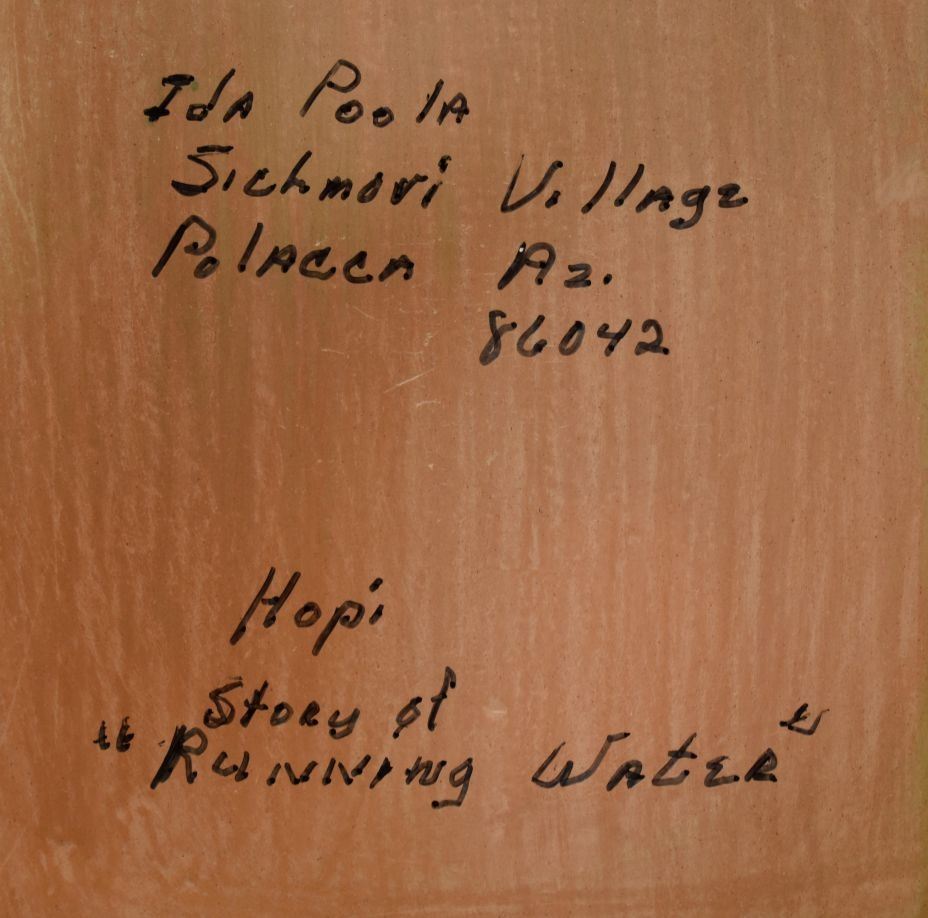 Ida Poola
Sichmovi Village
Polacca Az.
86042
Hopi
Story of
"Running Water"